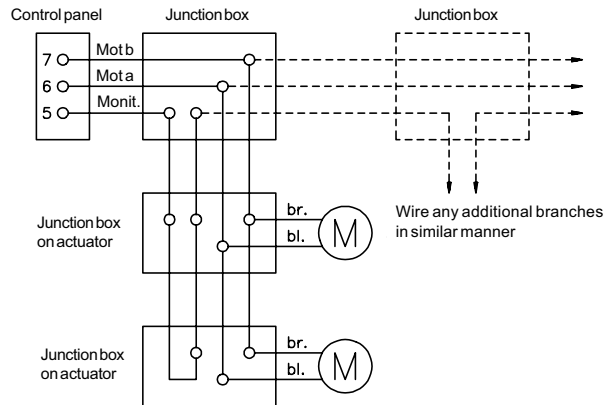 Control panel
Junction box
Junction box
7
Mot b
6
Mot a
5
Monit.
Junction box
on actuator
br.
bl.
M
Wire any additional branches
in similar manner
Junction box
on actuator
br.
bl.
M